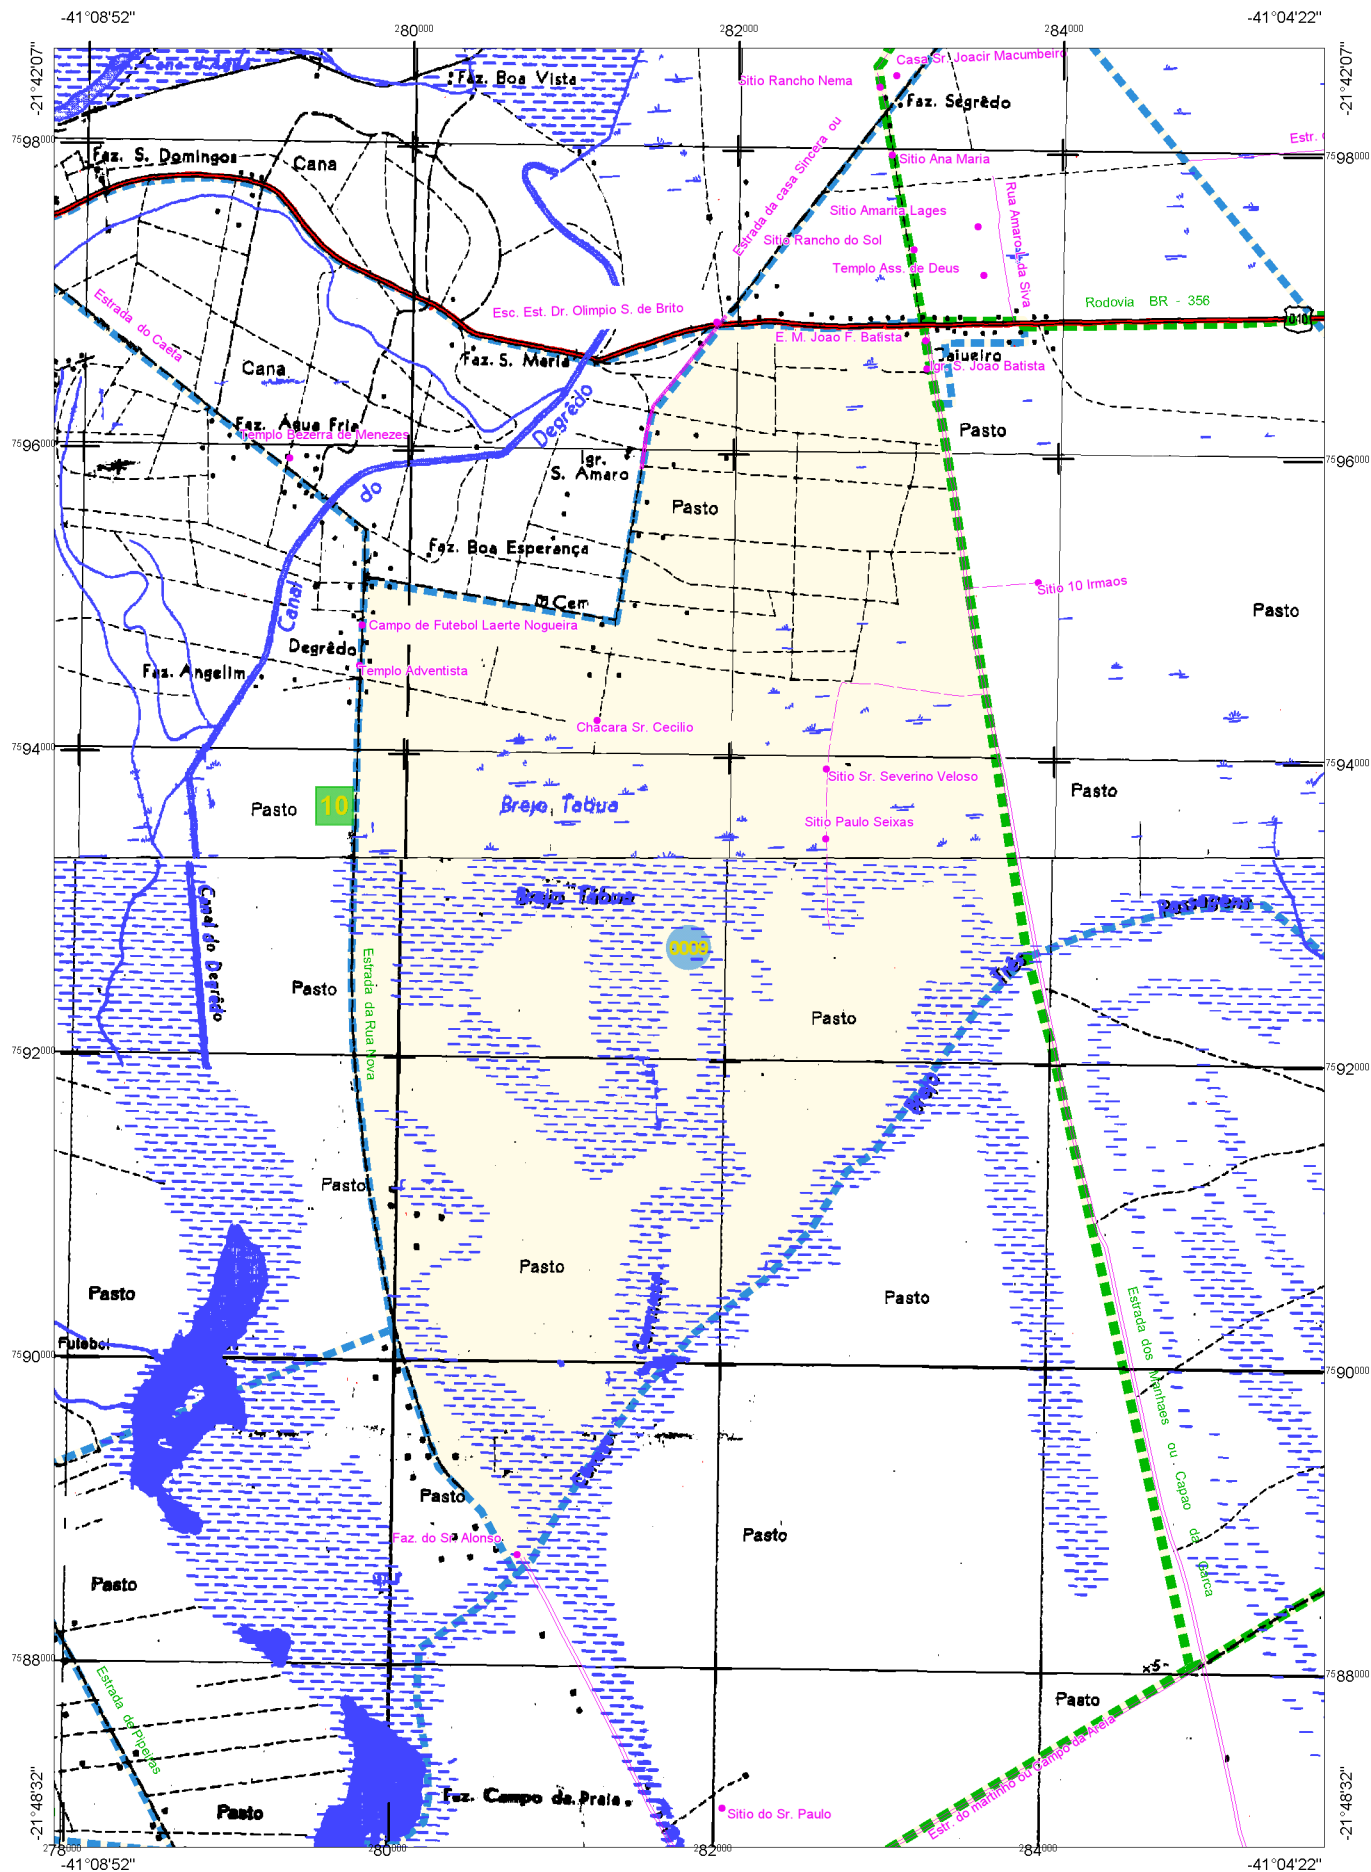 -41°08'52"
280000
282000
284000
-41°04'22"
-21°42'07"
-21°42'07"
Casa Sr. Joacir Macumbeiro
Faz. Boa Vista
Sitio Rancho Nema
Faz. Segrêdo
7598000
Estr.
7598000
Faz. S. Domingos
Cana
Sitio Ana Maria
Estrada da casa Sincera ou
Rua Amaro L da Siva
Sitio Amarita Lages
Sitio Rancho do Sol
Templo Ass. de Deus
Estrada do Caeta
Rodovia BR - 356
Esc. Est. Dr. Olimpio S. de Brito
E. M. Joao F. Batista
Faz. S. Maria
Cana
Igr. S. Joao Batista
Degrêdo
Faz. Agua Fria
Templo Bezerra de Menezes
Pasto
7596000
7596000
Igr.
S. Amaro
do
Pasto
Faz. Boa Esperança
Canal
Cem
Sitio 10 Irmaos
Pasto
Campo de Futebol Laerte Nogueira
Degrêdo
Faz. Angelim
Templo Adventista
Chacara Sr. Cecilio
7594000
7594000
Sitio Sr. Severino Veloso
Pasto
10
Brejo Tabua
Pasto
Sitio Paulo Seixas
Brejo Tabua
Canal do Degrêdo
Passagens
0009
Três
Estrada da Rua Nova
Pasto
Pasto
7592000
7592000
Brejo
Pasto
Pasto
Pasto
Pasto
Estrada dos Manhaes ou Capao da Garca
Futebol
7590000
7590000
Pasto
Faz. do Sr. Alonso
Pasto
Pasto
7588000
7588000
x5-
Estrada de Pipeiras
Pasto
Estr. do martinho ou Campo da Areia
Faz. Campo da Praia
Pasto
Sitio do Sr. Paulo
-21°48'32"
-21°48'32"
278000
280000
282000
284000
-41°08'52"
-41°04'22"